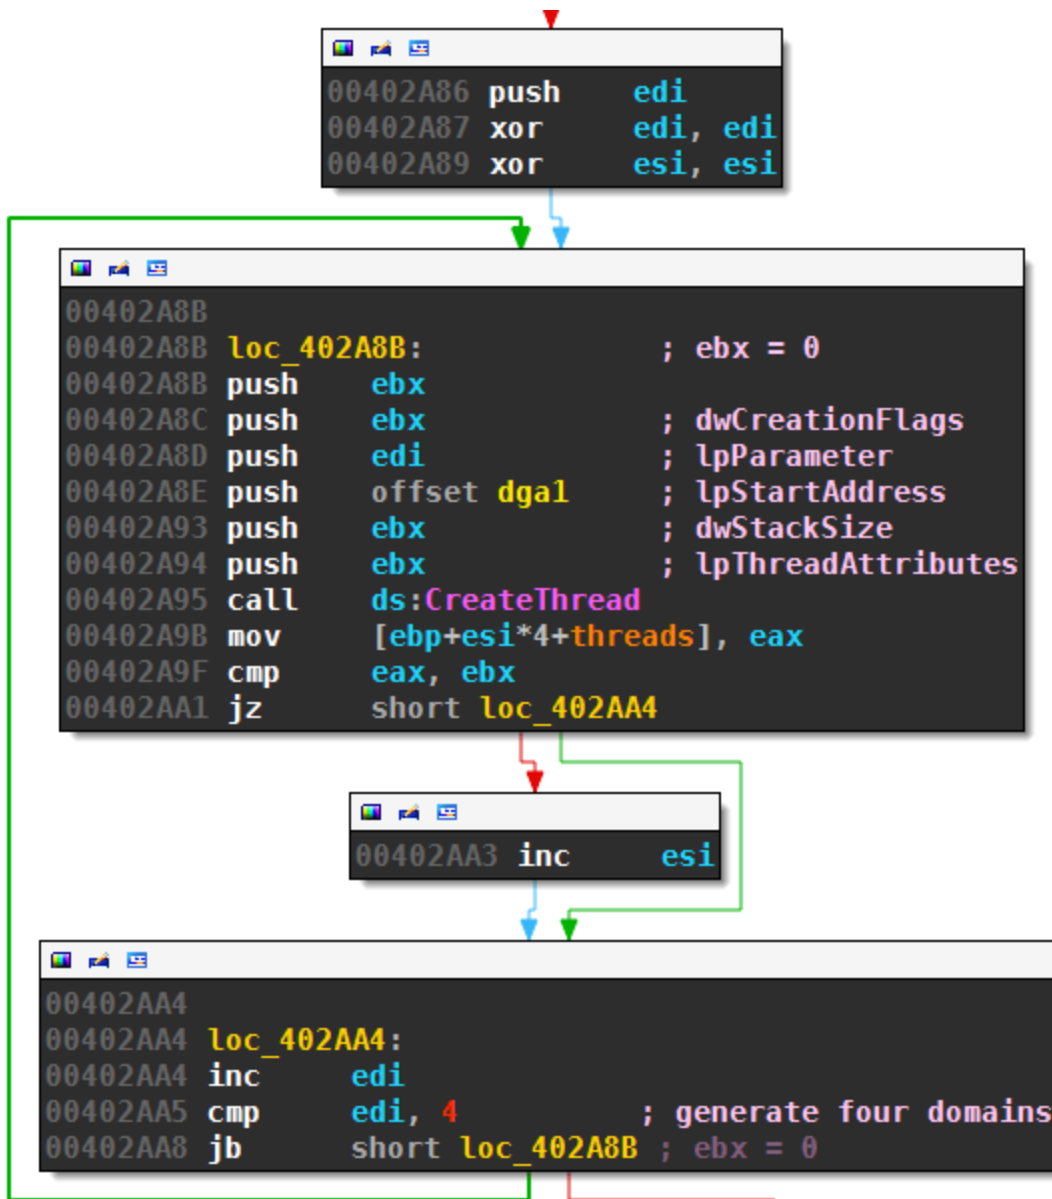 00402A86 push edi
00402A87 xor edi, edi
00402A89 xor esi, esi
00402A8B
00402A8B loc_402A8B: ; ebx = 0
00402A8B push ebx
00402A8C push ebx ; dwCreationFlags
00402A8D push edi ; lpParameter
00402A8E push offset dga1 ; lpStartAddress
00402A93 push ebx ; dwStackSize
00402A94 push ebx ; lpThreadAttributes
00402A95 call ds:CreateThread
00402A9B mov [ebp+esi*4+threads], eax
00402A9F cmp eax, ebx
00402AA1 jz short loc_402AA4
00402AA3 inc esi
00402AA4
00402AA4 loc_402AA4:
00402AA4 inc edi
00402AA5 cmp edi, 4 ; generate four domains
00402AA8 jb short loc_402A8B ; ebx = 0